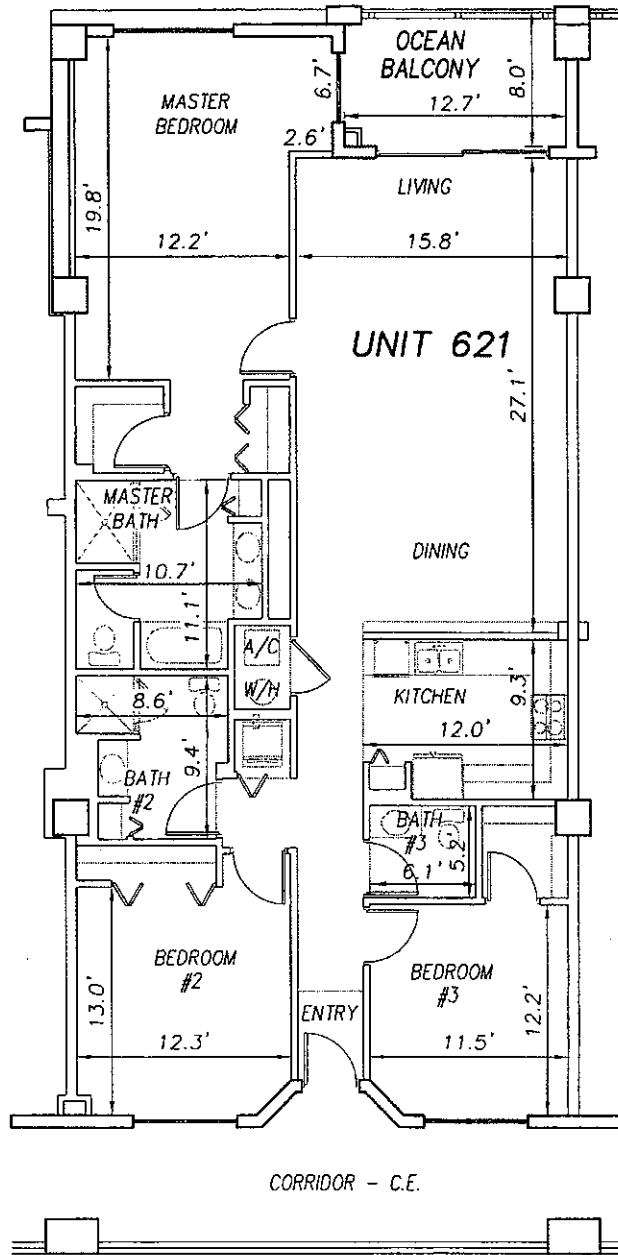 OCEAN
BALCONY
MASTER
BEDROOM
6.7'
8.0'
12.7'
2.6'
LIVING
19.8'
12.2'
15.8'
UNIT 621
27.1'
MASTER
BATH
DINING
10.7'
11.1'
A/C
W/H
KITCHEN
9.3'
8.6'
12.0'
9.4'
BATH
#2
BATH
#3
5.2'
6.1'
BEDROOM
#2
BEDROOM
#3
13.0'
12.2'
ENTRY
12.3'
11.5'
CORRIDOR - C.E.